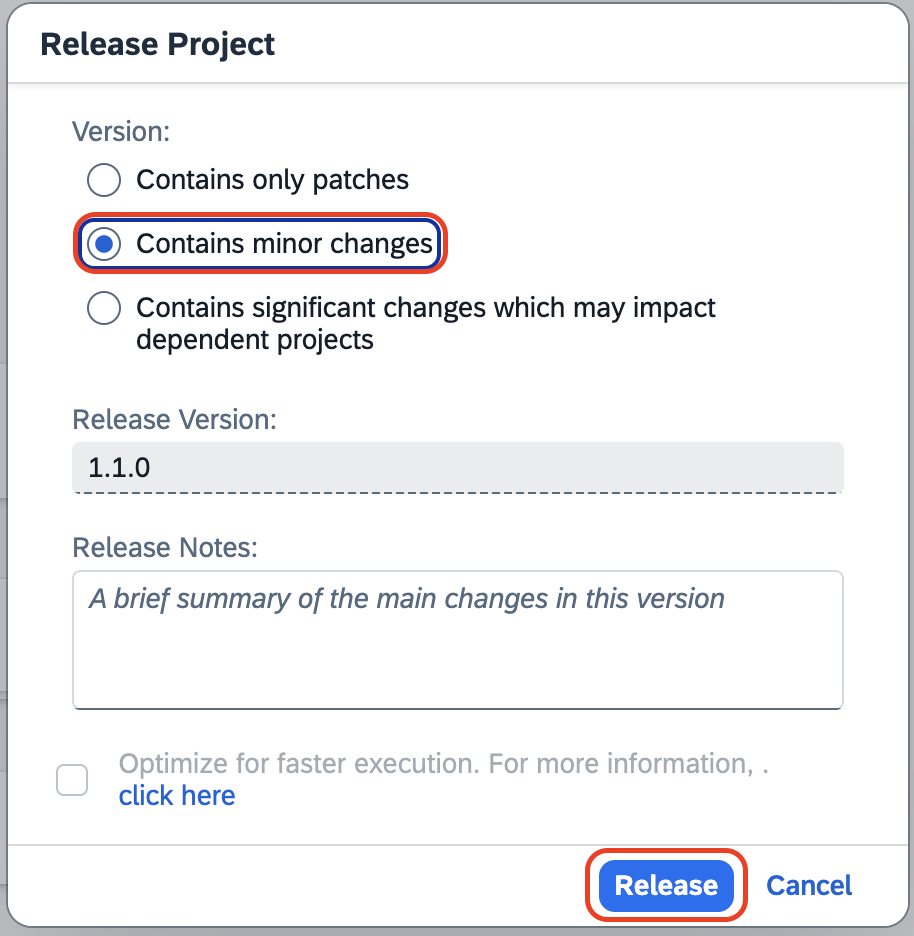 Release Project
Version:
Contains only patches
Contains minor changes
Contains significant changes which may impact
dependent projects
Release Version:
1.1.0
Release Notes:
A brief summary of the main changes in this version
Optimize for faster execution. For more information, .
click here
Release
Cancel